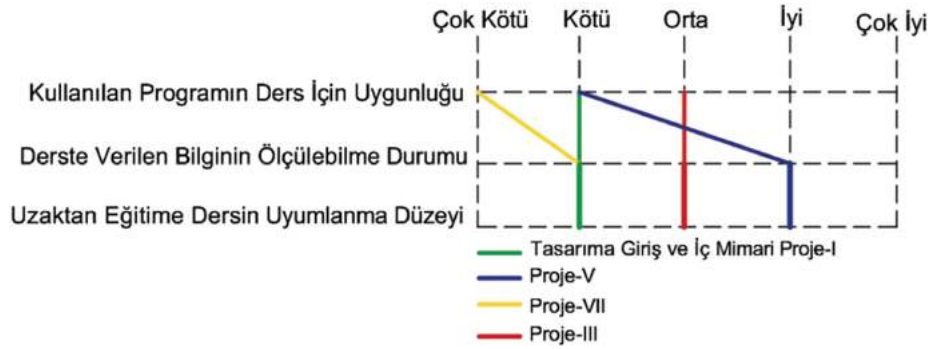 Çok Kötü Kötü Orta İyi Çok İyi
Kullanılan Programın Ders İçin Uygunluğu
Derste Verilen Bilginin Ölçülebilme Durumu
Uzaktan Eğitime Dersin Uyumlanma Düzeyi
Tasarıma Giriş ve İç Mimari Proje-I
Proje-V
Proje-VII
Proje-III